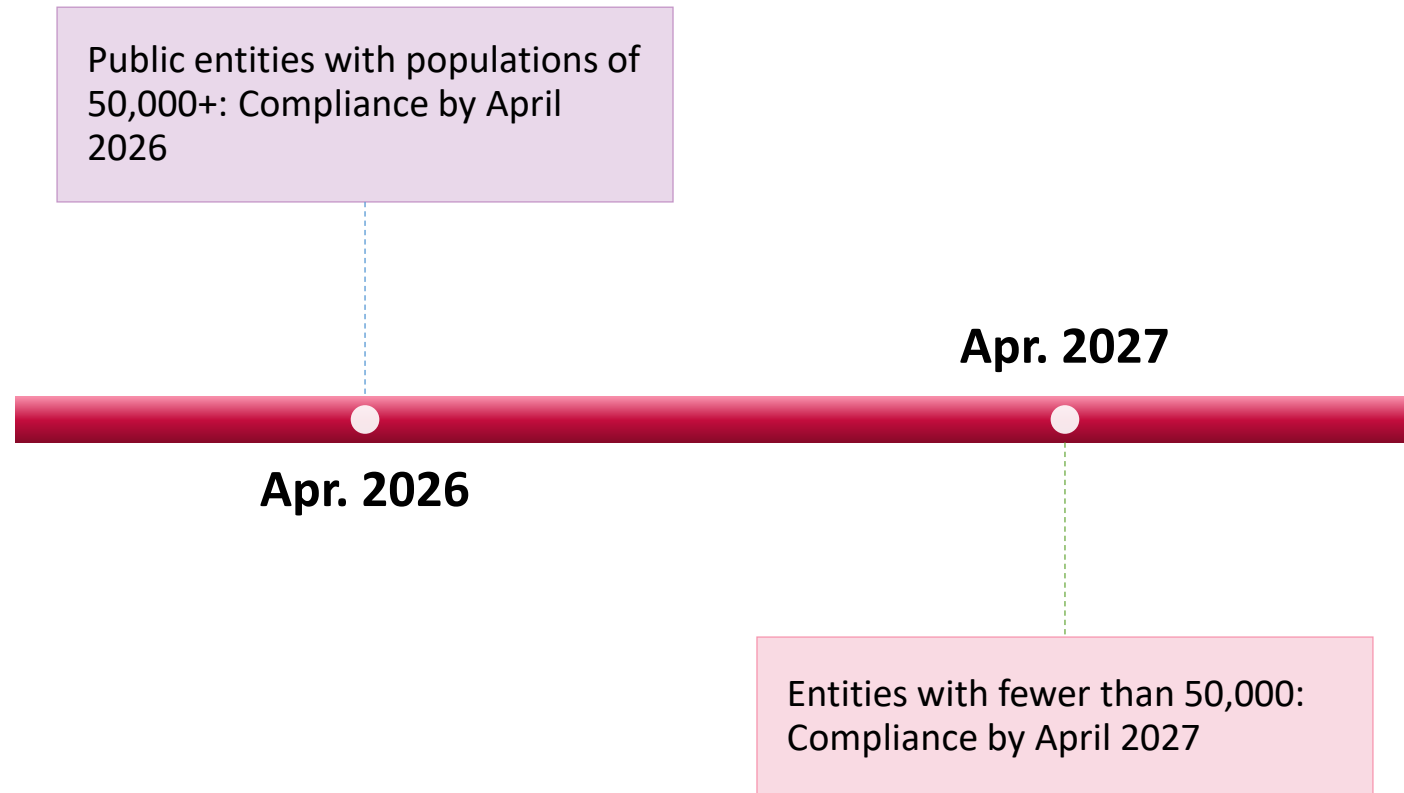 Public entities with populations of
50,000+: Compliance by April
2026
Apr. 2027
Apr. 2026
Entities with fewer than 50,000:
Compliance by April 2027